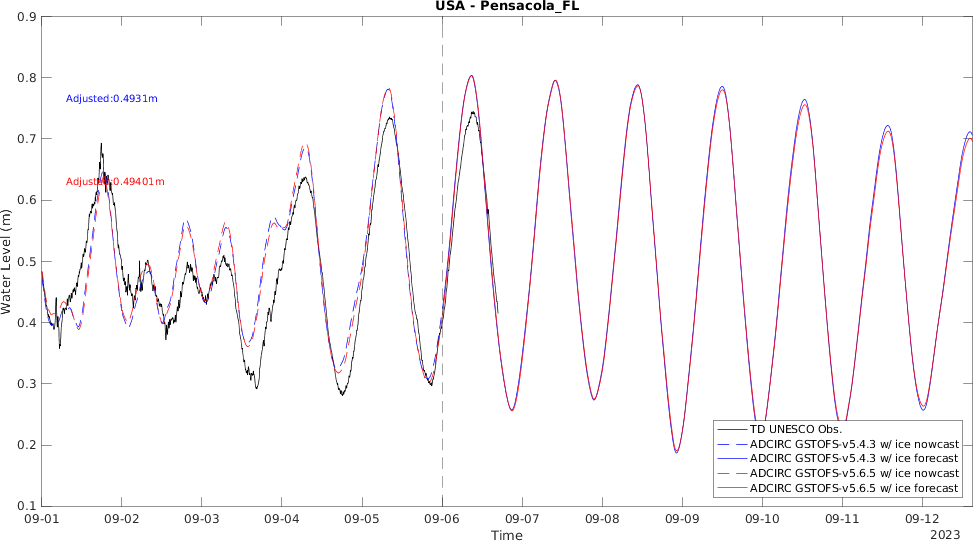 USA - Pensacola_FL
0.9
0.8
0.7
0.6
0.5
0.4
0.3
0.2
0.1
Water Level (m)
Adjusted:0.4931m
Adjusted:0.49401m
TD UNESCO Obs.
ADCIRC GSTOFS-v5.4.3 w/ ice nowcast
ADCIRC GSTOFS-v5.4.3 w/ ice forecast
ADCIRC GSTOFS-v5.6.5 w/ ice nowcast
ADCIRC GSTOFS-v5.6.5 w/ ice forecast
09-01 09-02 09-03 09-04 09-05 09-06 09-07 09-08 09-09 09-10 09-11 09-12
2023
Time